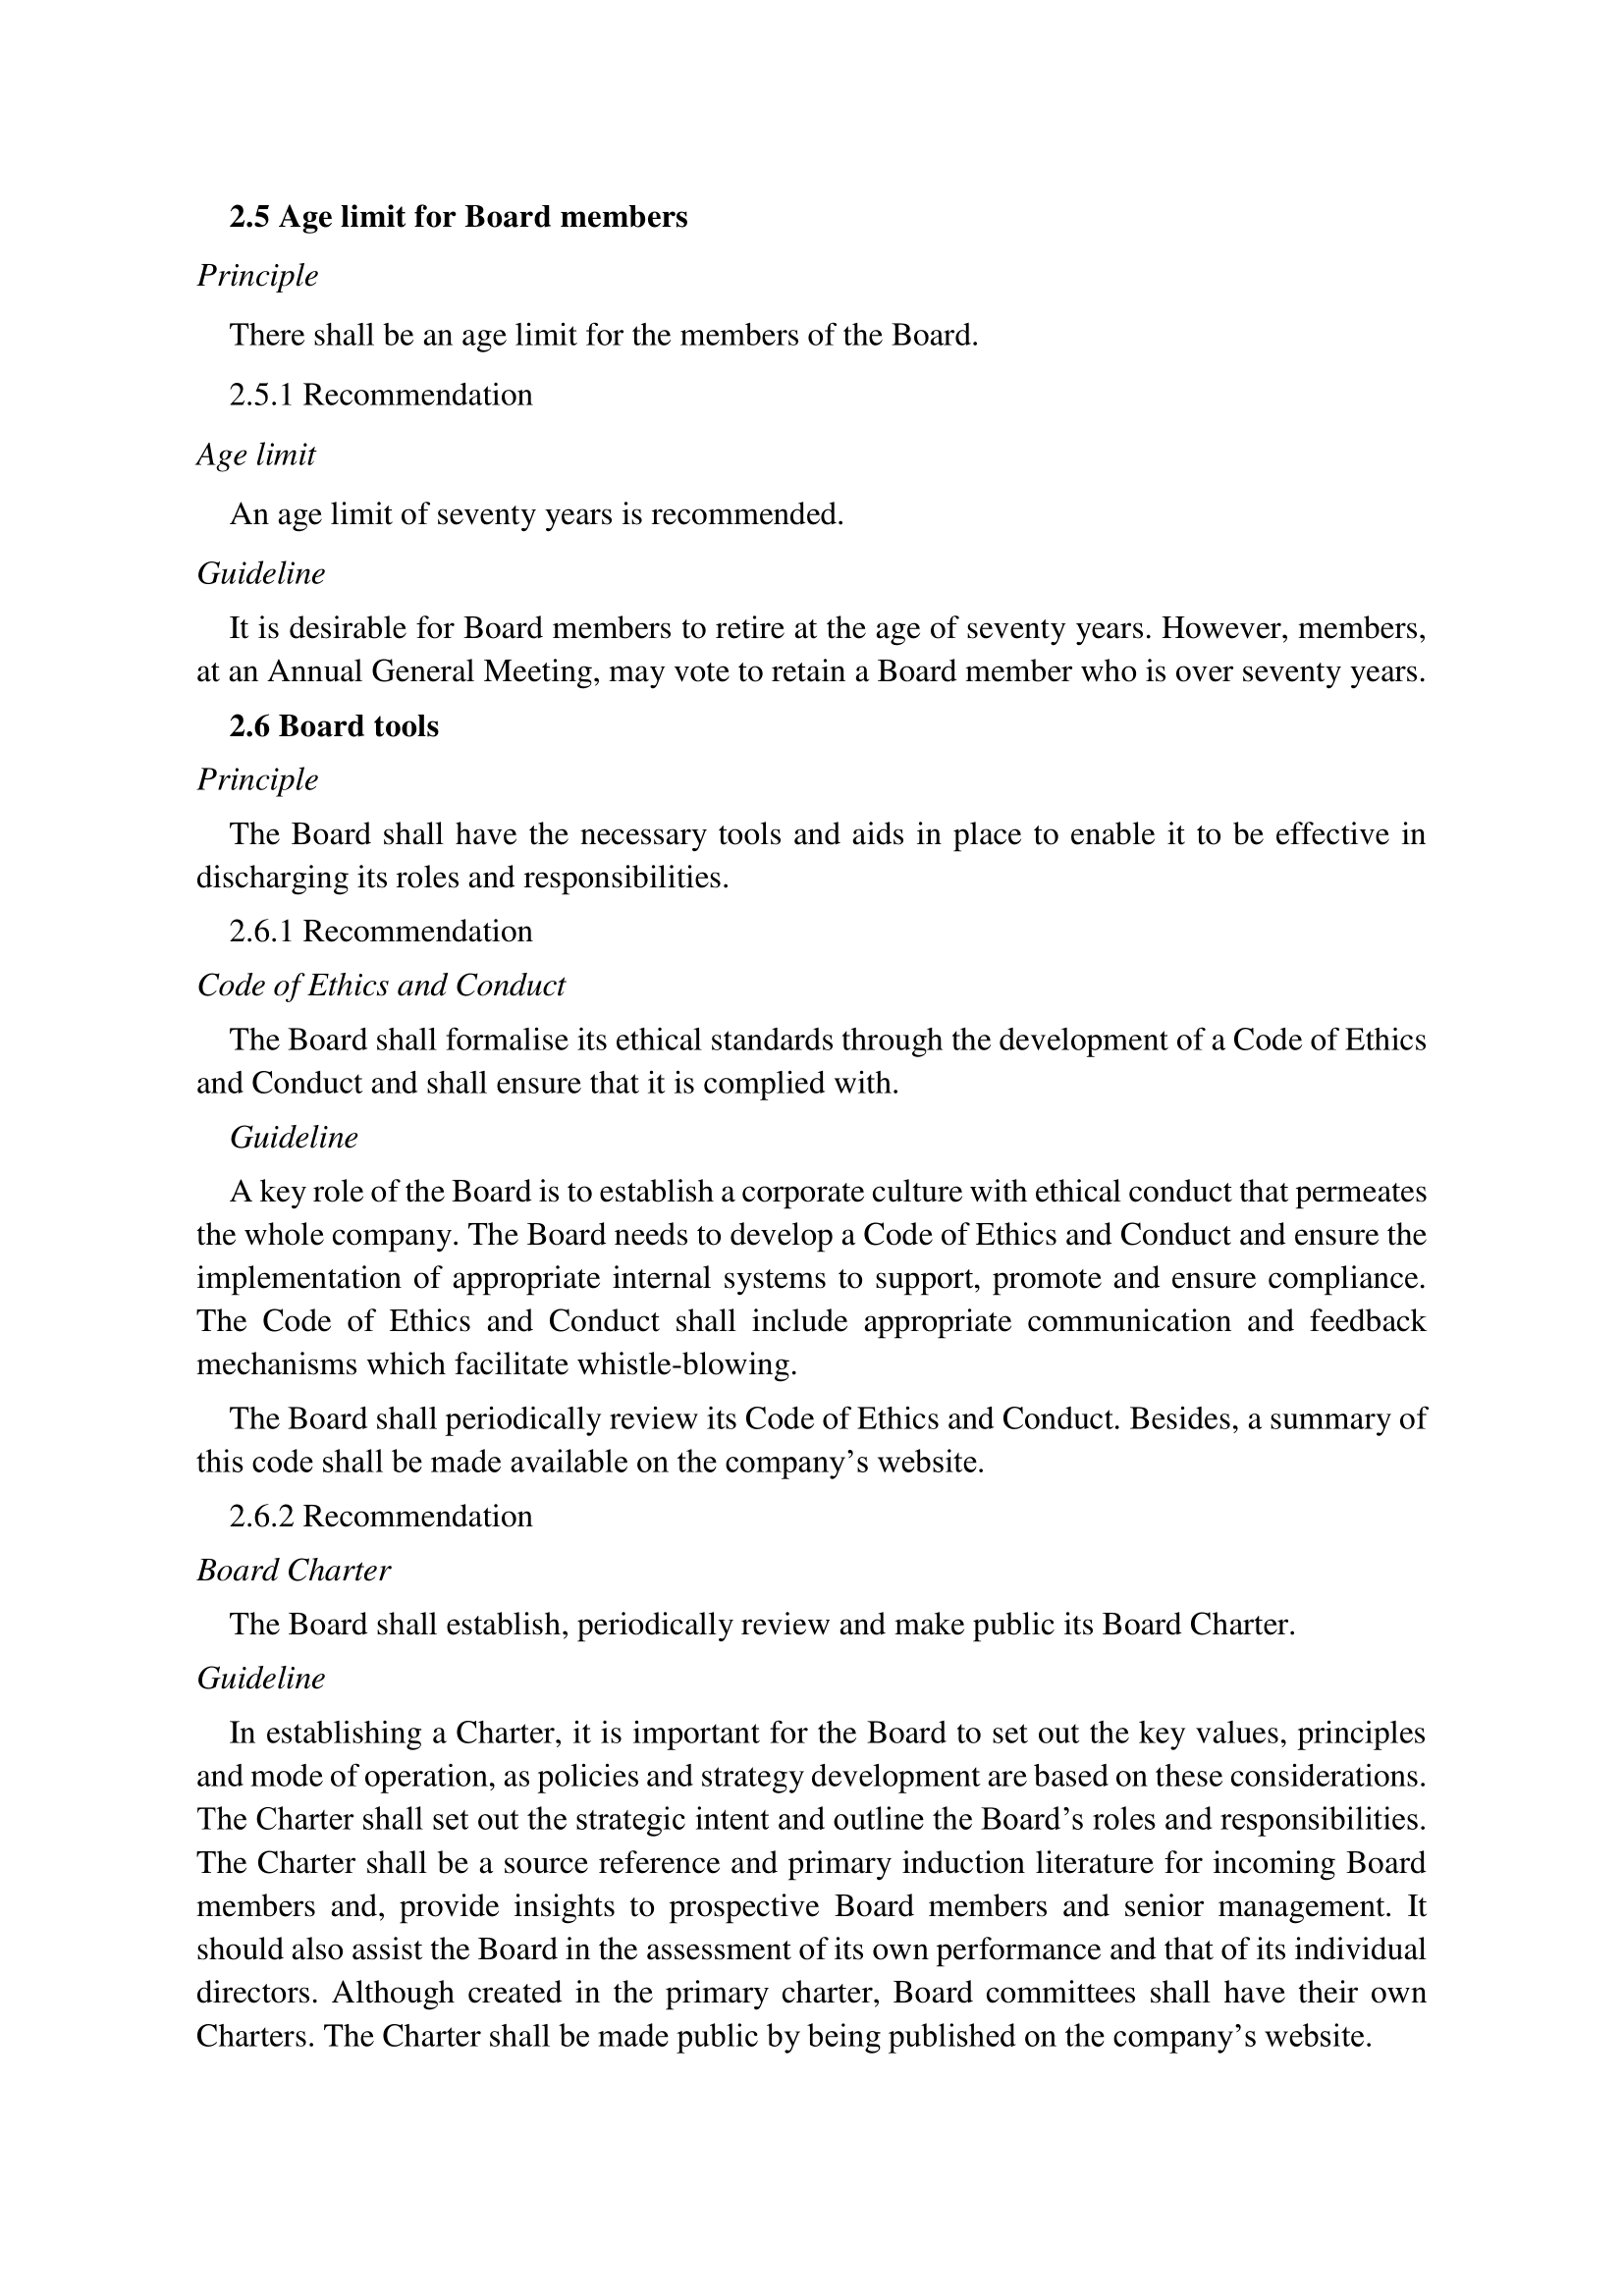 2.5 Age limit for Board members
Principle
There shall be an age limit for the members of the Board.
2.5.1 Recommendation
Age limit
An age limit of seventy years is recommended.
Guideline
It is desirable for Board members to retire at the age of seventy years. However, members,
at an Annual General Meeting, may vote to retain a Board member who is over seventy years.
2.6 Board tools
Principle
The Board shall have the necessary tools and aids in place to enable it to be effective in
discharging its roles and responsibilities.
2.6.1 Recommendation
Code of Ethics and Conduct
The Board shall formalise its ethical standards through the development of a Code of Ethics
and Conduct and shall ensure that it is complied with.
Guideline
A key role of the Board is to establish a corporate culture with ethical conduct that permeates
the whole company. The Board needs to develop a Code of Ethics and Conduct and ensure the
implementation of appropriate internal systems to support, promote and ensure compliance.
The Code of Ethics and Conduct shall include appropriate communication and feedback
mechanisms which facilitate whistle-blowing.
The Board shall periodically review its Code of Ethics and Conduct. Besides, a summary of
this code shall be made available on the company’s website.
2.6.2 Recommendation
Board Charter
The Board shall establish, periodically review and make public its Board Charter.
Guideline
In establishing a Charter, it is important for the Board to set out the key values, principles
and mode of operation, as policies and strategy development are based on these considerations.
The Charter shall set out the strategic intent and outline the Board’s roles and responsibilities.
The Charter shall be a source reference and primary induction literature for incoming Board
members and, provide insights to prospective Board members and senior management. It
should also assist the Board in the assessment of its own performance and that of its individual
directors. Although created in the primary charter, Board committees shall have their own
Charters. The Charter shall be made public by being published on the company’s website.